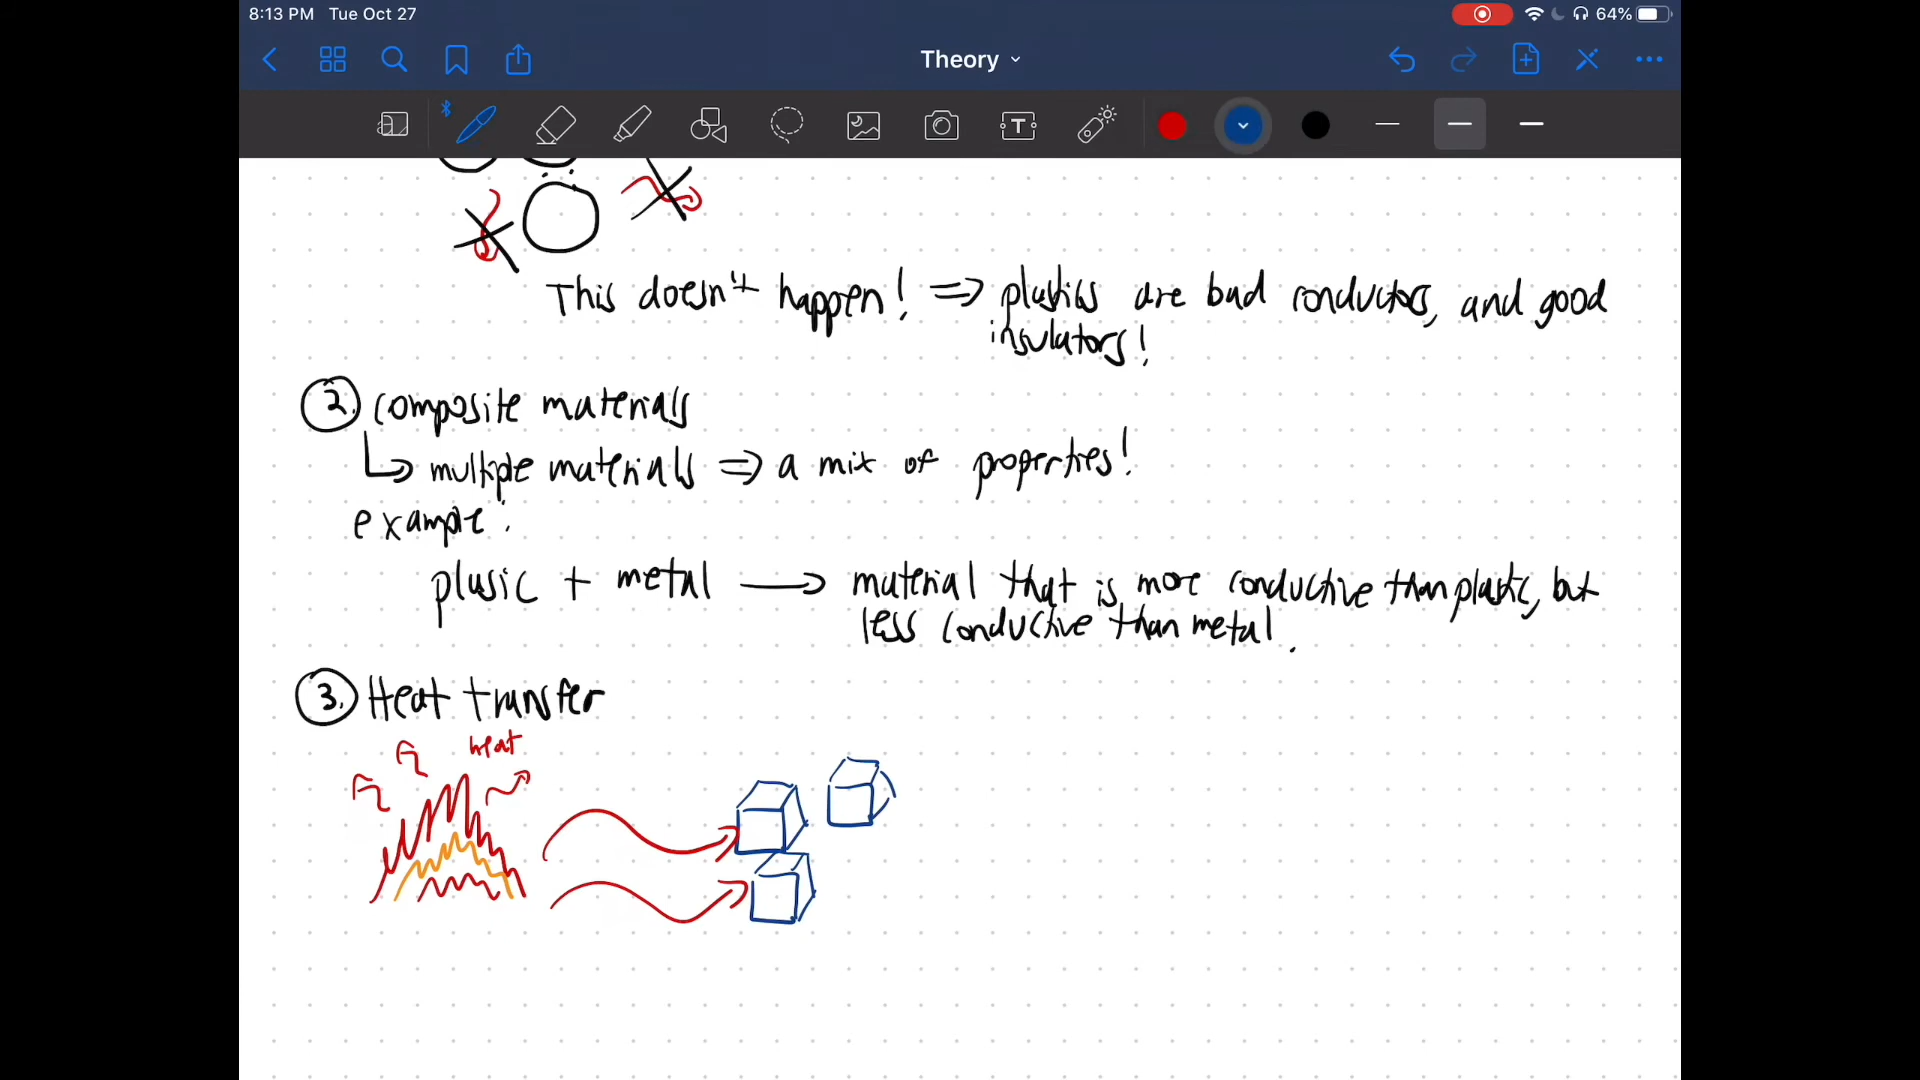 8:13 PM Tue Oct 27
64%
Theory
T
This doesn't happen! => plastics are bad conductors, and good
insulators!
2. Composite materials
multiple materials => a mix of properties!
example:
plasic + metal → material that is more conductive than plastic, but
less conductive than metal.
3. Heat transfer
heat